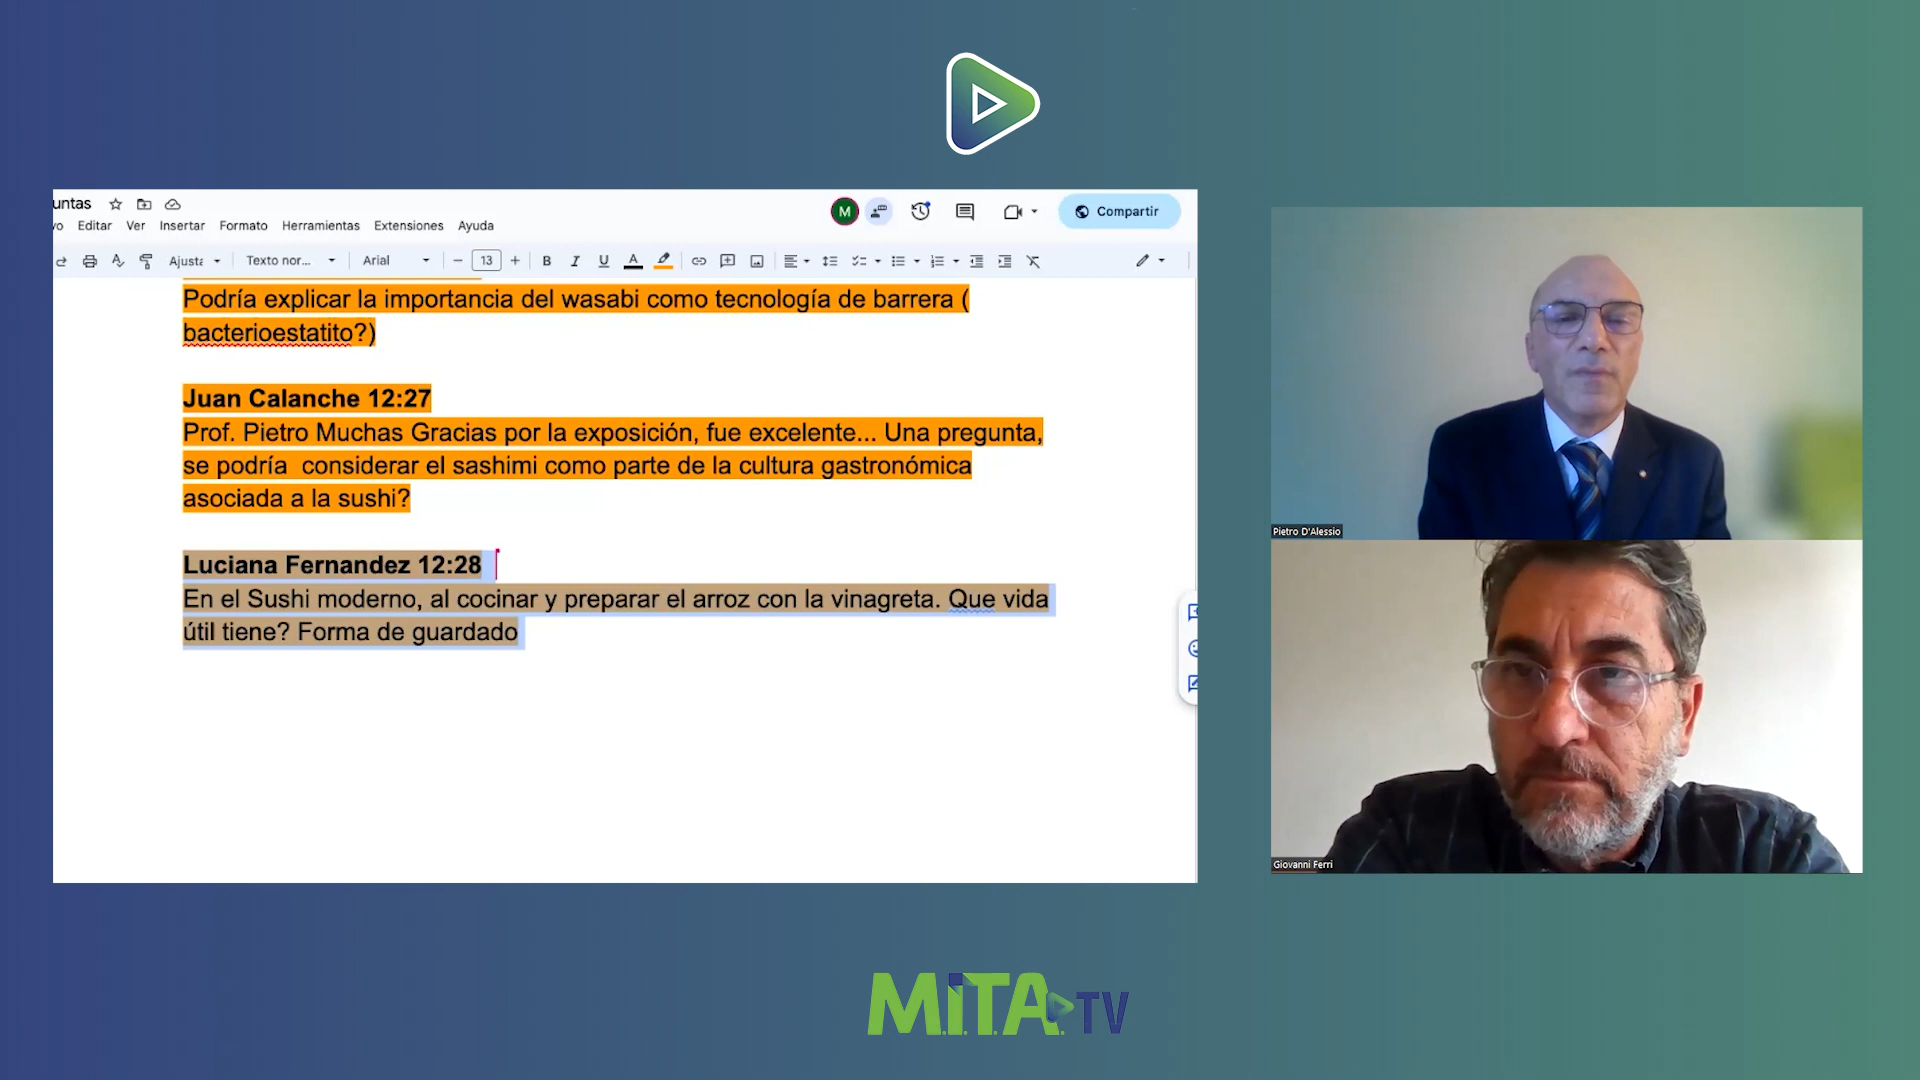 untas
M
Compartir
vo Editar Ver Insertar Formato Herramientas Extensiones Ayuda
Ajusta Texto nor... Arial 13 B I U A
Podría explicar la importancia del wasabi como tecnología de barrera (
bacterioestatito?)
Juan Calanche 12:27
Prof. Pietro Muchas Gracias por la exposición, fue excelente... Una pregunta,
se podría considerar el sashimi como parte de la cultura gastronómica
asociada a la sushi?
Luciana Fernandez 12:28
En el Sushi moderno, al cocinar y preparar el arroz con la vinagreta. Que vida
útil tiene? Forma de guardado
Pietro D'Alessio
Giovanni Ferri
M.I.T.A. TV